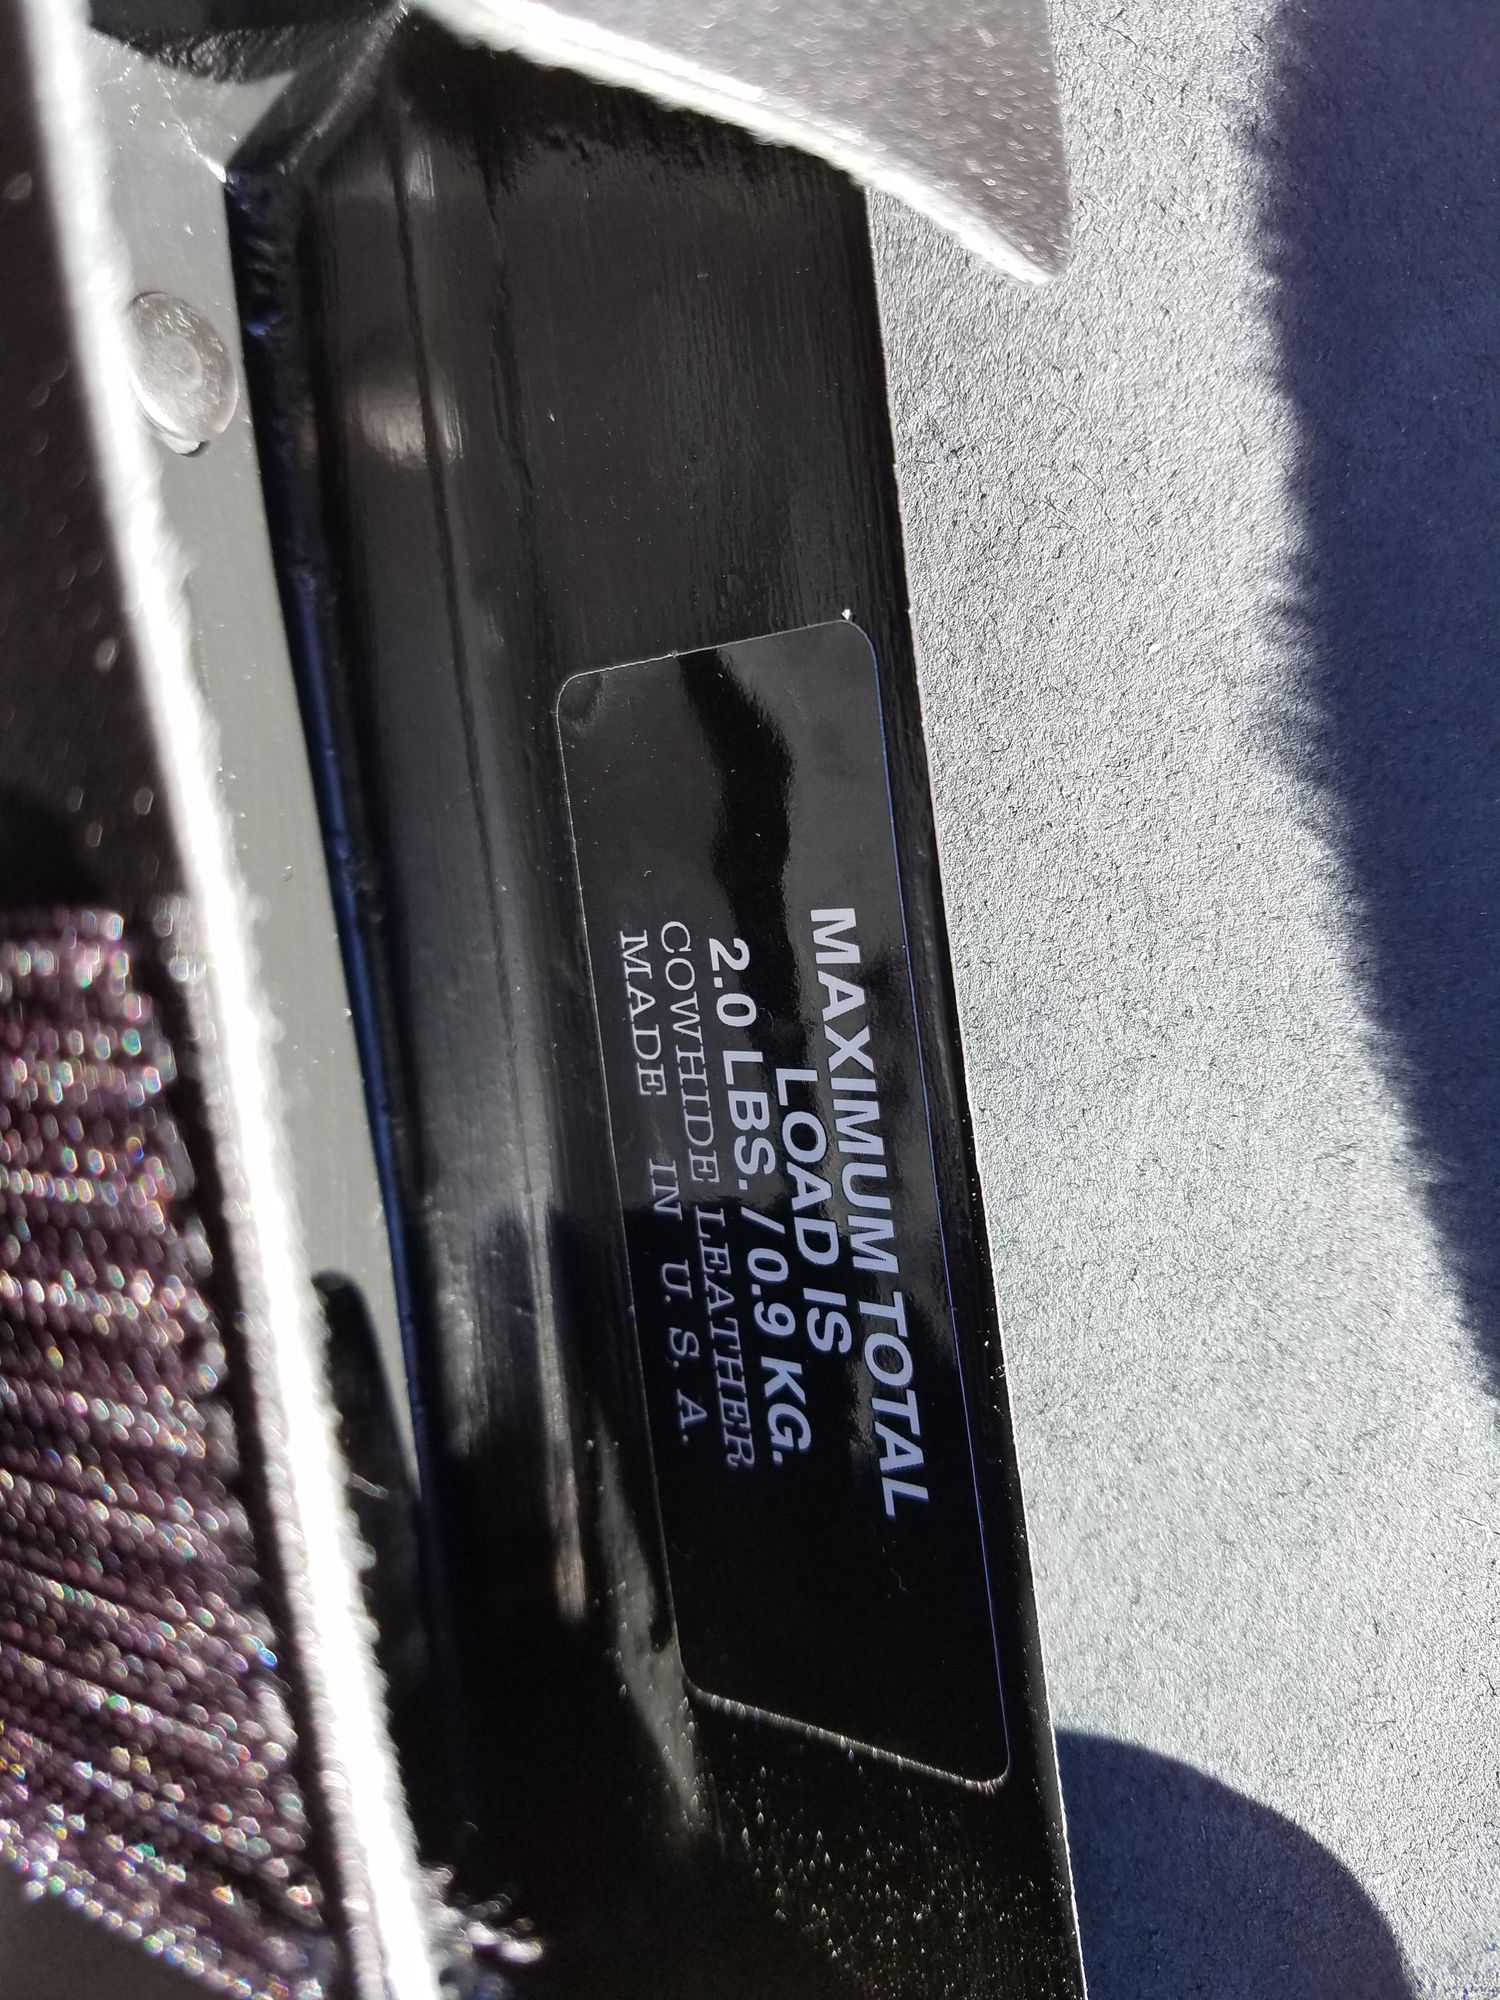 MAXIMUM TOTAL
LOAD IS
2.0 LBS. / 0.9 KG.
COWHIDE LEATHER
MADE IN U. S. A.